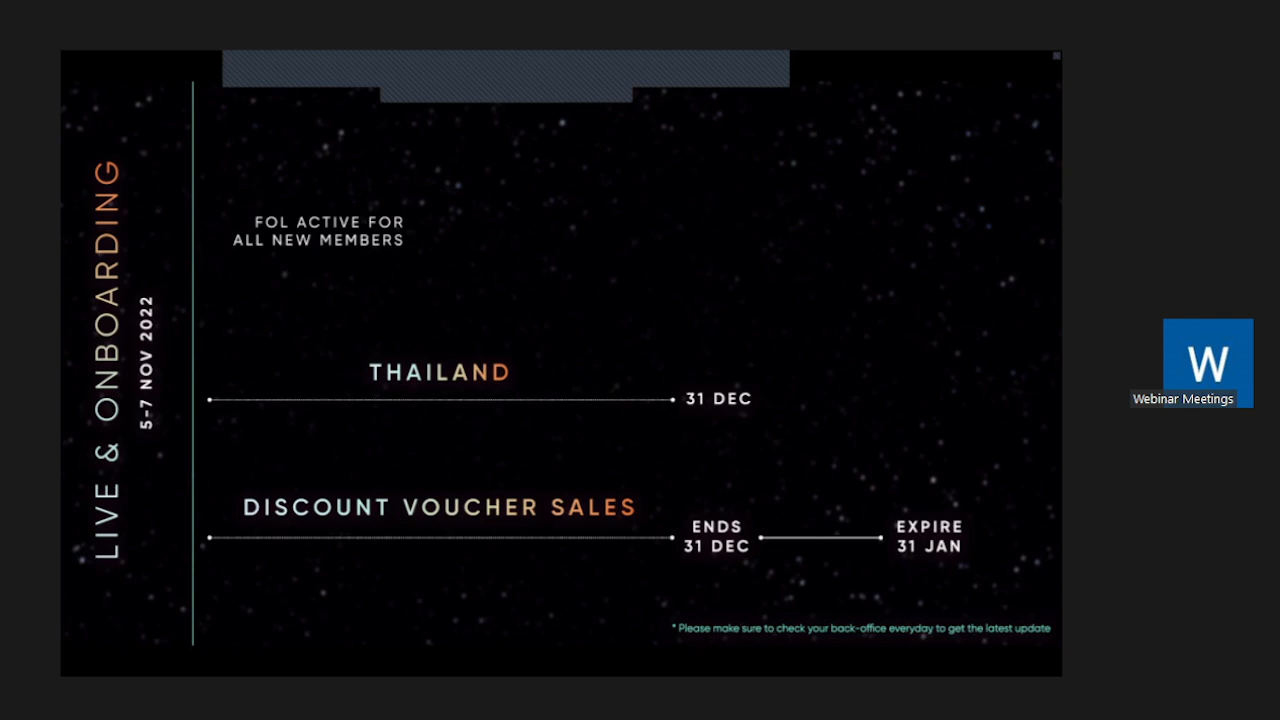 LIVE & ONBOARDING
5-7 NOV 2022
FOL ACTIVE FOR
ALL NEW MEMBERS
THAILAND
31 DEC
DISCOUNT VOUCHER SALES
ENDS
31 DEC
EXPIRE
31 JAN
* Please make sure to check your back-office everyday to get the latest update
W
Webinar Meetings